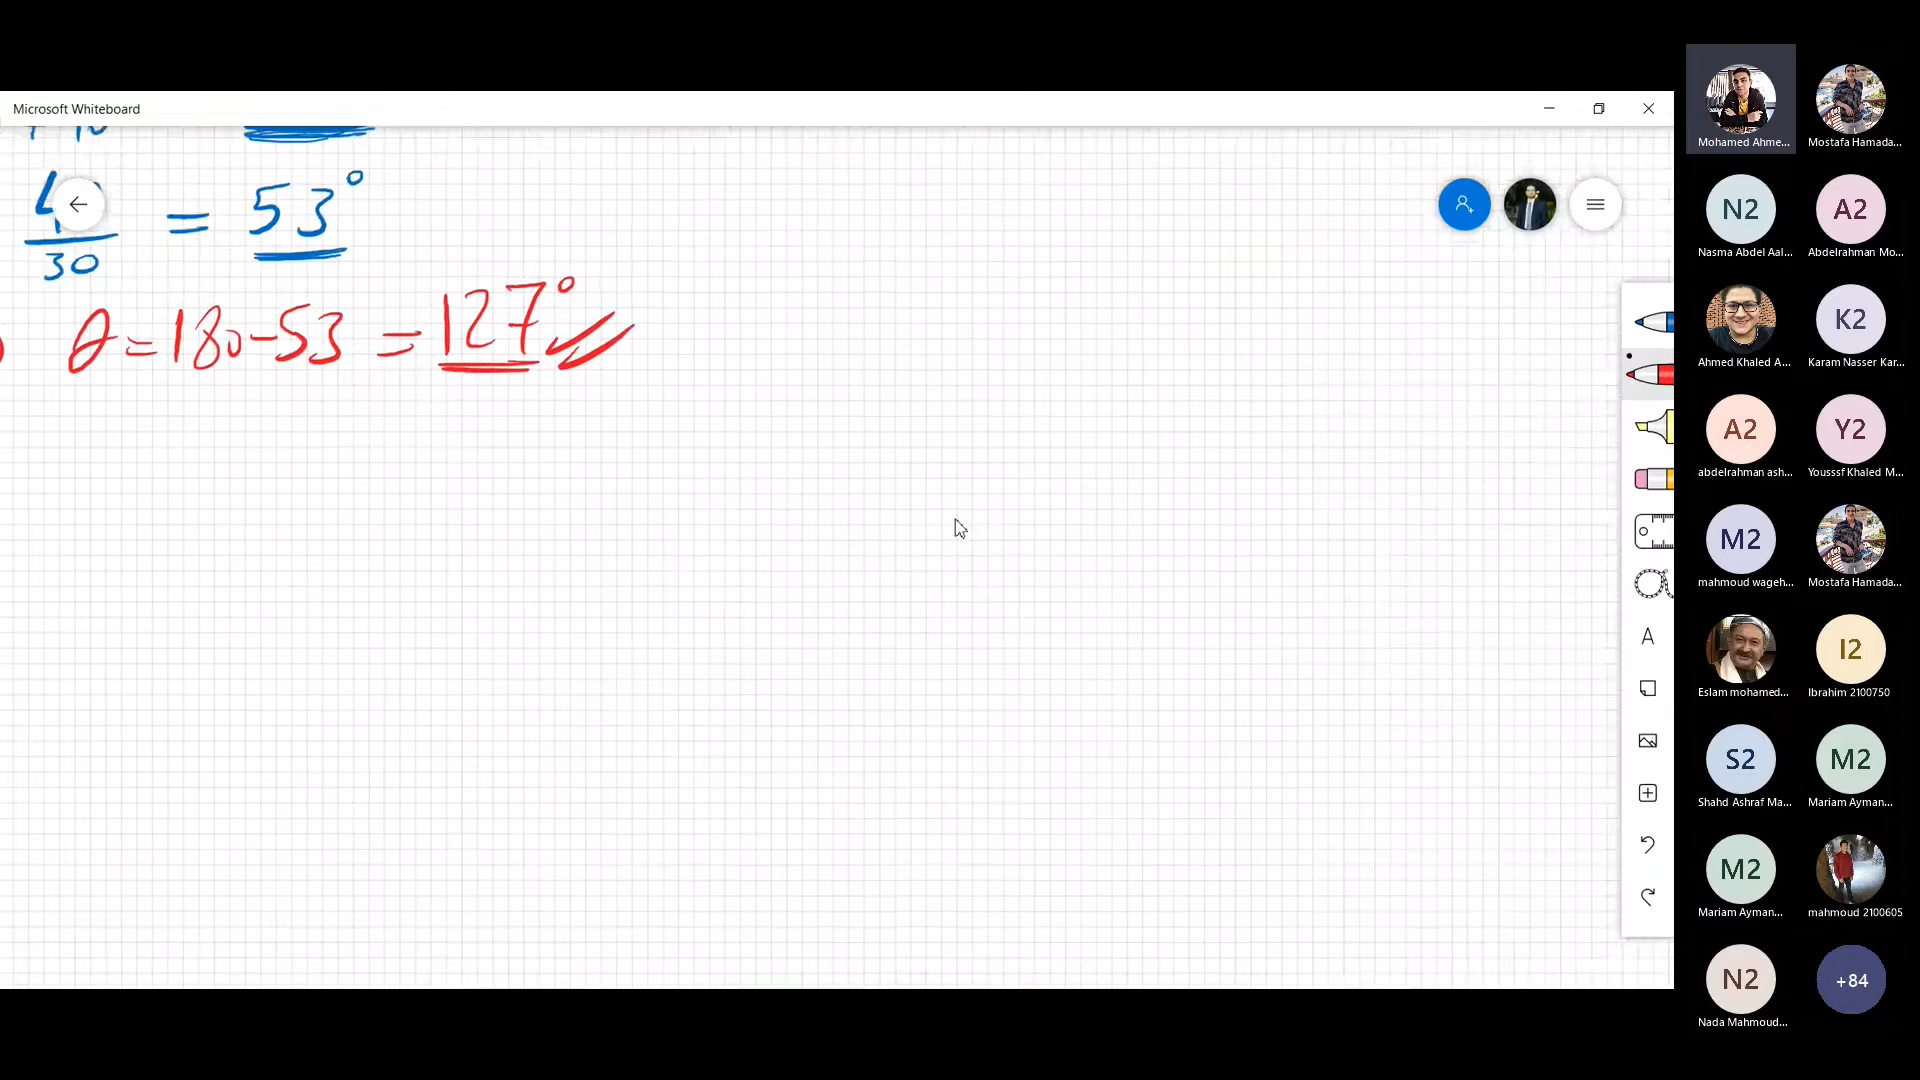 Microsoft Whiteboard
= 53°
30
θ = 180 - 53 = 127°
A
Mohamed Ahme...
Mostafa Hamada...
N2
Nasma Abdel Aal...
A2
Abdelrahman Mo...
Ahmed Khaled A...
K2
Karam Nasser Kar...
A2
abdelrahman ash...
Y2
Yousssf Khaled M...
M2
mahmoud wageh...
Mostafa Hamada...
Eslam mohamed...
I2
Ibrahim 2100750
S2
Shahd Ashraf Ma...
M2
Mariam Ayman...
M2
Mariam Ayman...
mahmoud 2100605
N2
Nada Mahmoud...
+84